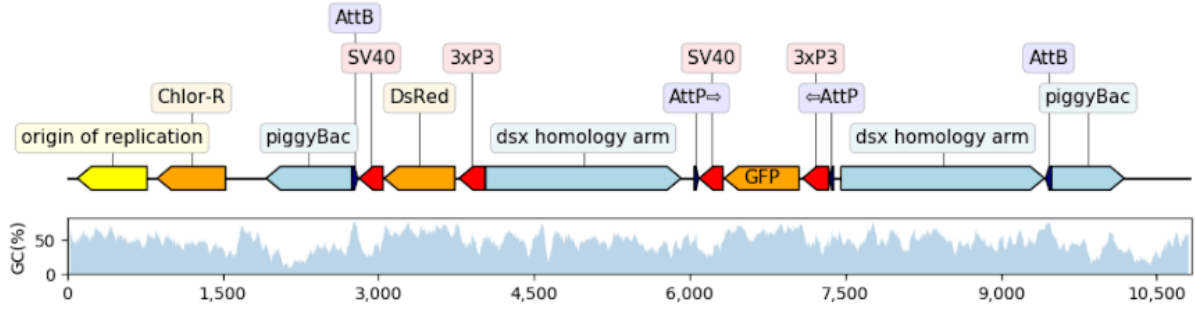 AttB
SV40 3xP3 SV40 3xP3 AttB
Chlor-R DsRed AttP⇨ ⇦AttP piggyBac
origin of replication piggyBac dsx homology arm dsx homology arm
GFP
GC(%)
50
0
0 1,500 3,000 4,500 6,000 7,500 9,000 10,500